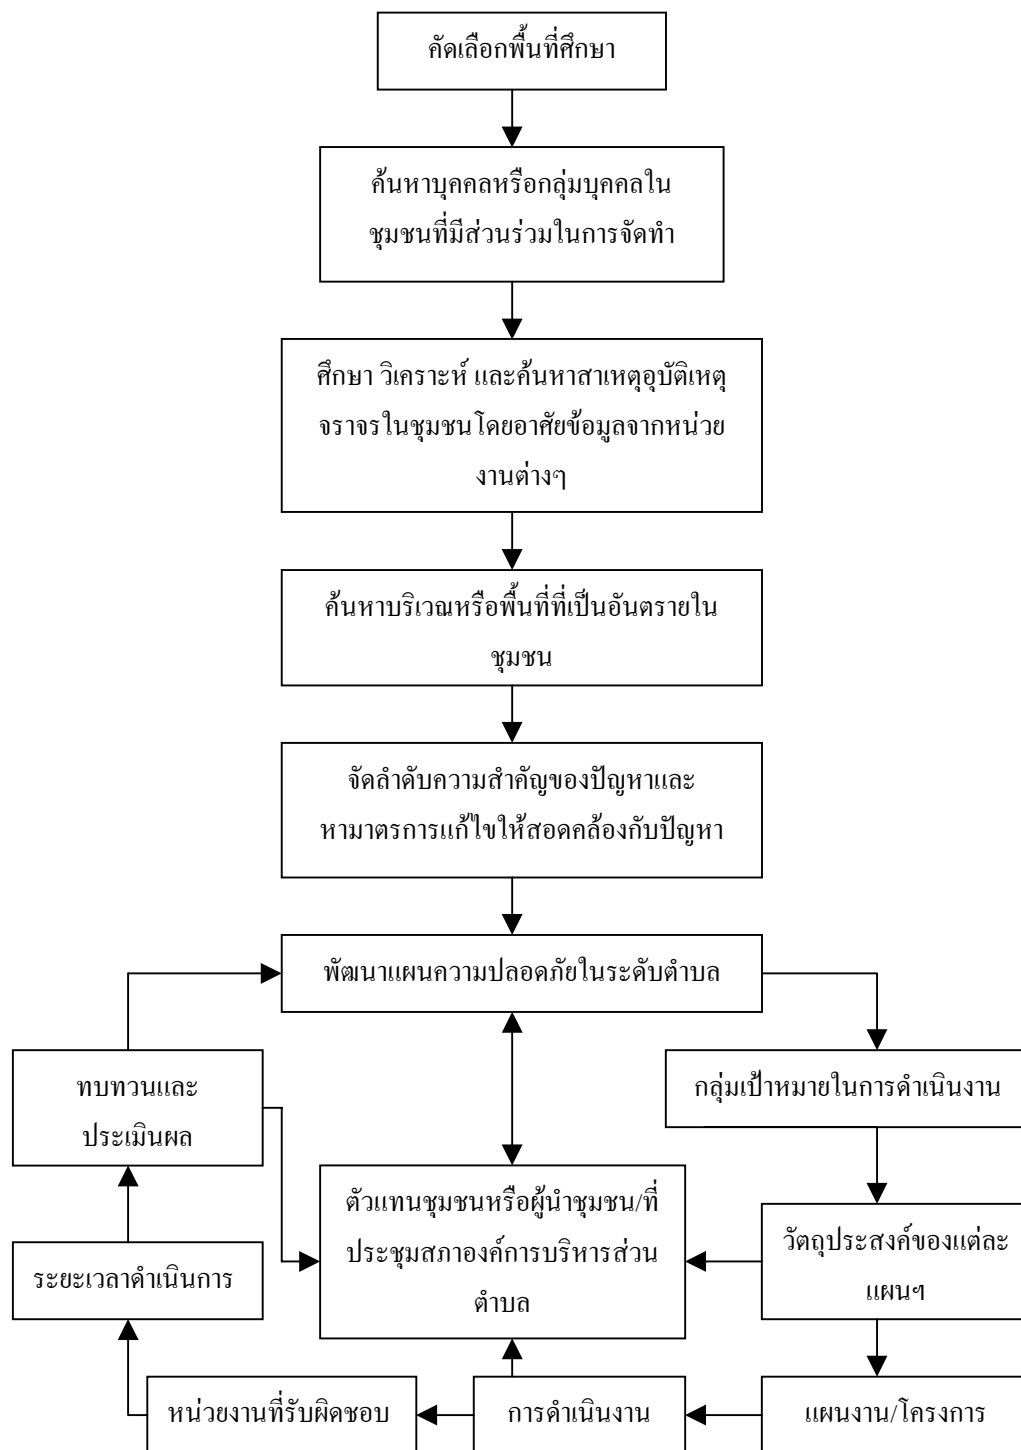 คัดเลือกพื้นที่ศึกษา
ค้นหาบุคคลหรือกลุ่มบุคคลใน
ชุมชนที่มีส่วนร่วมในการจัดทำ
ศึกษา วิเคราะห์ และค้นหาสาเหตุอุบัติเหตุ
จราจรในชุมชนโดยอาศัยข้อมูลจากหน่วย
งานต่างๆ
ค้นหาบริเวณหรือพื้นที่ที่เป็นอันตรายใน
ชุมชน
จัดลำดับความสำคัญของปัญหาและ
หามาตรการแก้ไขให้สอดคล้องกับปัญหา
พัฒนาแผนความปลอดภัยในระดับตำบล
ทบทวนและ
ประเมินผล
กลุ่มเป้าหมายในการดำเนินงาน
ตัวแทนชุมชนหรือผู้นำชุมชน/ที่
ประชุมสภาองค์การบริหารส่วน
ตำบล
วัตถุประสงค์ของแต่ละ
แผนฯ
ระยะเวลาดำเนินการ
หน่วยงานที่รับผิดชอบ
การดำเนินงาน
แผนงาน/โครงการ